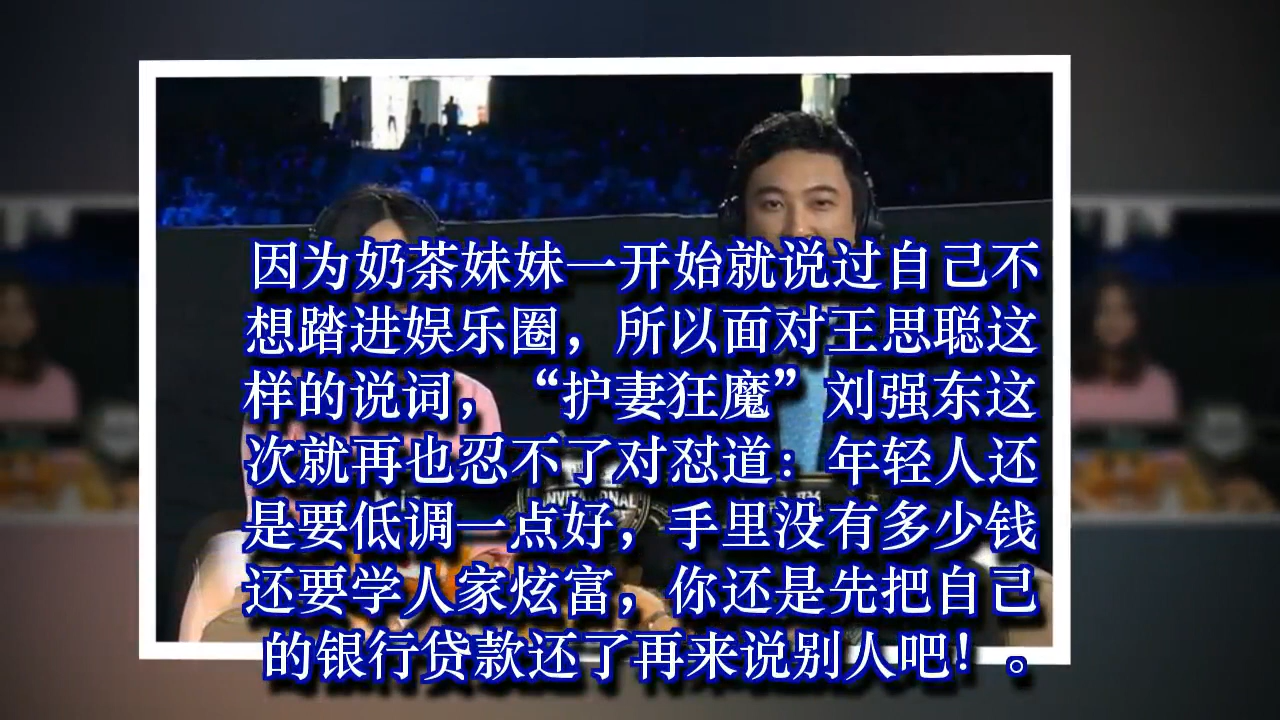 因为奶茶妹妹一开始就说过自己不
想踏进娱乐圈，所以面对王思聪这
样的说词，“护妻狂魔”刘强东这
次就再也忍不了对怼道：年轻人还
是要低调一点好，手里没有多少钱
还要学人家炫富，你还是先把自己
的银行贷款还了再来说别人吧！。
INVITATIONAL